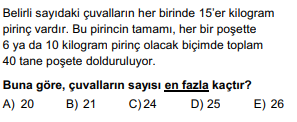 Belirli sayıdaki çuvalların her birinde 15'er kilogram
pirinç vardır. Bu pirincin tamamı, her bir poşette
6 ya da 10 kilogram pirinç olacak biçimde toplam
40 tane poşete dolduruluyor.
Buna göre, çuvalların sayısı en fazla kaçtır?
A) 20 B) 21 C) 24 D) 25 E) 26